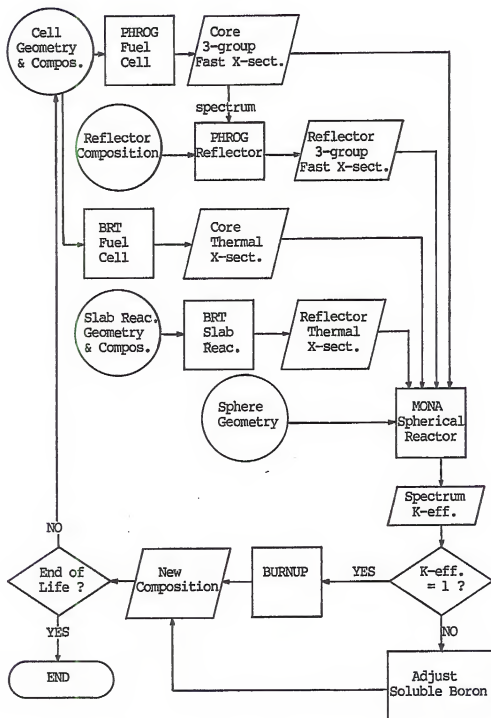 Cell
Geometry
& Compos.
PHROG
Fuel
Cell
Core
3-group
Fast X-sect.
spectrum
Reflector
Composition
PHROG
Reflector
Reflector
3-group
Fast X-sect.
BRT
Fuel
Cell
Core
Thermal
X-sect.
Slab Reac.
Geometry
& Compos.
BRT
Slab
Reac.
Reflector
Thermal
X-sect.
Sphere
Geometry
MONA
Spherical
Reactor
Spectrum
K-eff.
NO
End of
Life ?
New
Composition
BURNUP
YES
K-eff.
= 1 ?
YES
NO
END
Adjust
Soluble Boron